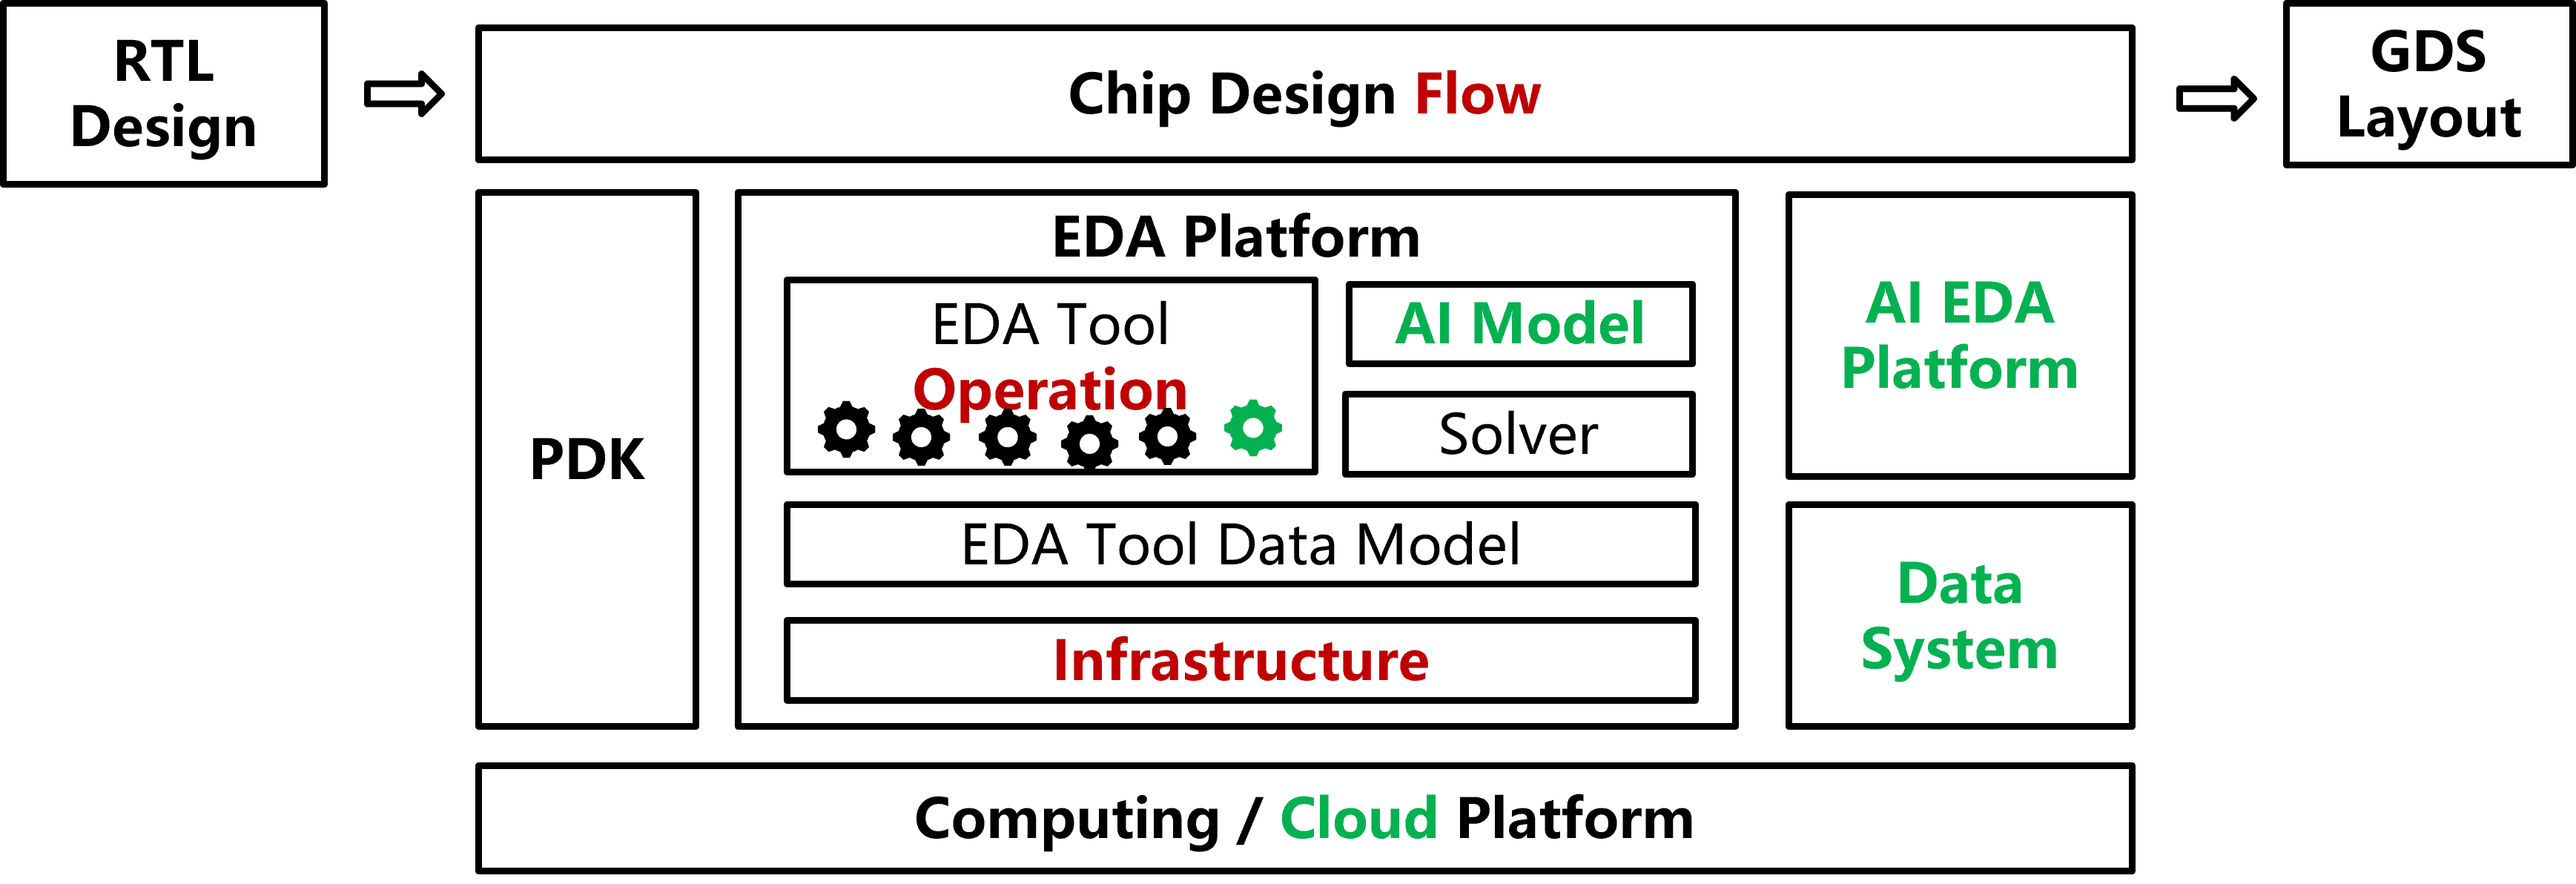 RTL
Design
Chip Design Flow
GDS
Layout
PDK
EDA Platform
EDA Tool
Operation
AI Model
Solver
EDA Tool Data Model
Infrastructure
AI EDA
Platform
Data
System
Computing / Cloud Platform